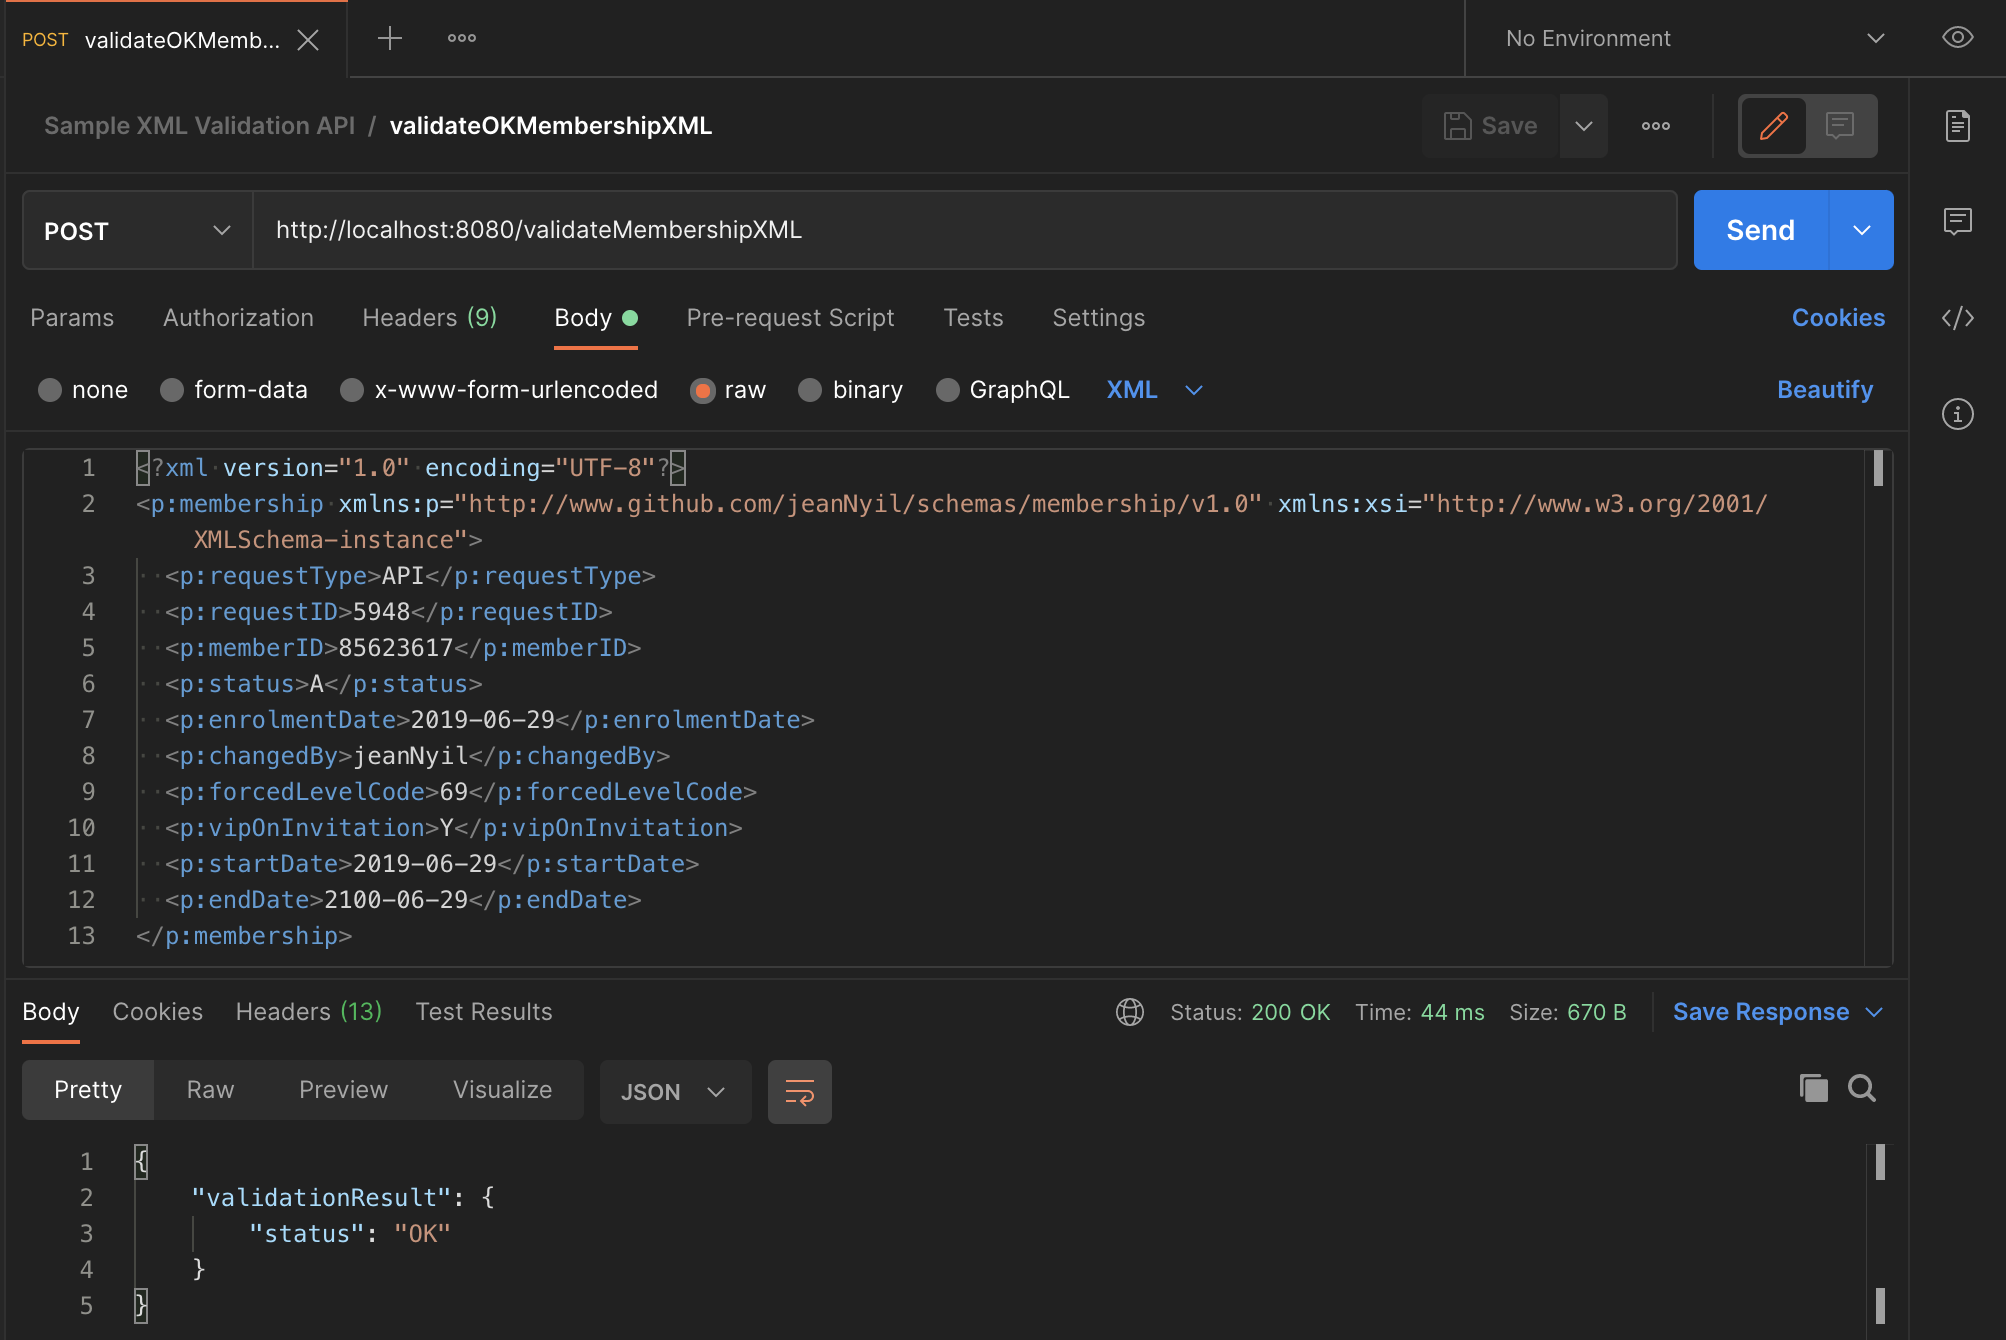 POST validateOKMemb...
No Environment
Sample XML Validation API / validateOKMembershipXML
Save
POST http://localhost:8080/validateMembershipXML
Send
Params Authorization Headers (9) Body Pre-request Script Tests Settings Cookies
none form-data x-www-form-urlencoded raw binary GraphQL XML Beautify
1 <?xml version="1.0" encoding="UTF-8"?>
2 <p:membership xmlns:p="http://www.github.com/jeanNyil/schemas/membership/v1.0" xmlns:xsi="http://www.w3.org/2001/
XMLSchema-instance">
3 <p:requestType>API</p:requestType>
4 <p:requestID>5948</p:requestID>
5 <p:memberID>85623617</p:memberID>
6 <p:status>A</p:status>
7 <p:enrolmentDate>2019-06-29</p:enrolmentDate>
8 <p:changedBy>jeanNyil</p:changedBy>
9 <p:forcedLevelCode>69</p:forcedLevelCode>
10 <p:vipOnInvitation>Y</p:vipOnInvitation>
11 <p:startDate>2019-06-29</p:startDate>
12 <p:endDate>2100-06-29</p:endDate>
13 </p:membership>
Body Cookies Headers (13) Test Results Status: 200 OK Time: 44 ms Size: 670 B Save Response
Pretty Raw Preview Visualize JSON
1 {
2 "validationResult": {
3 "status": "OK"
4 }
5 }